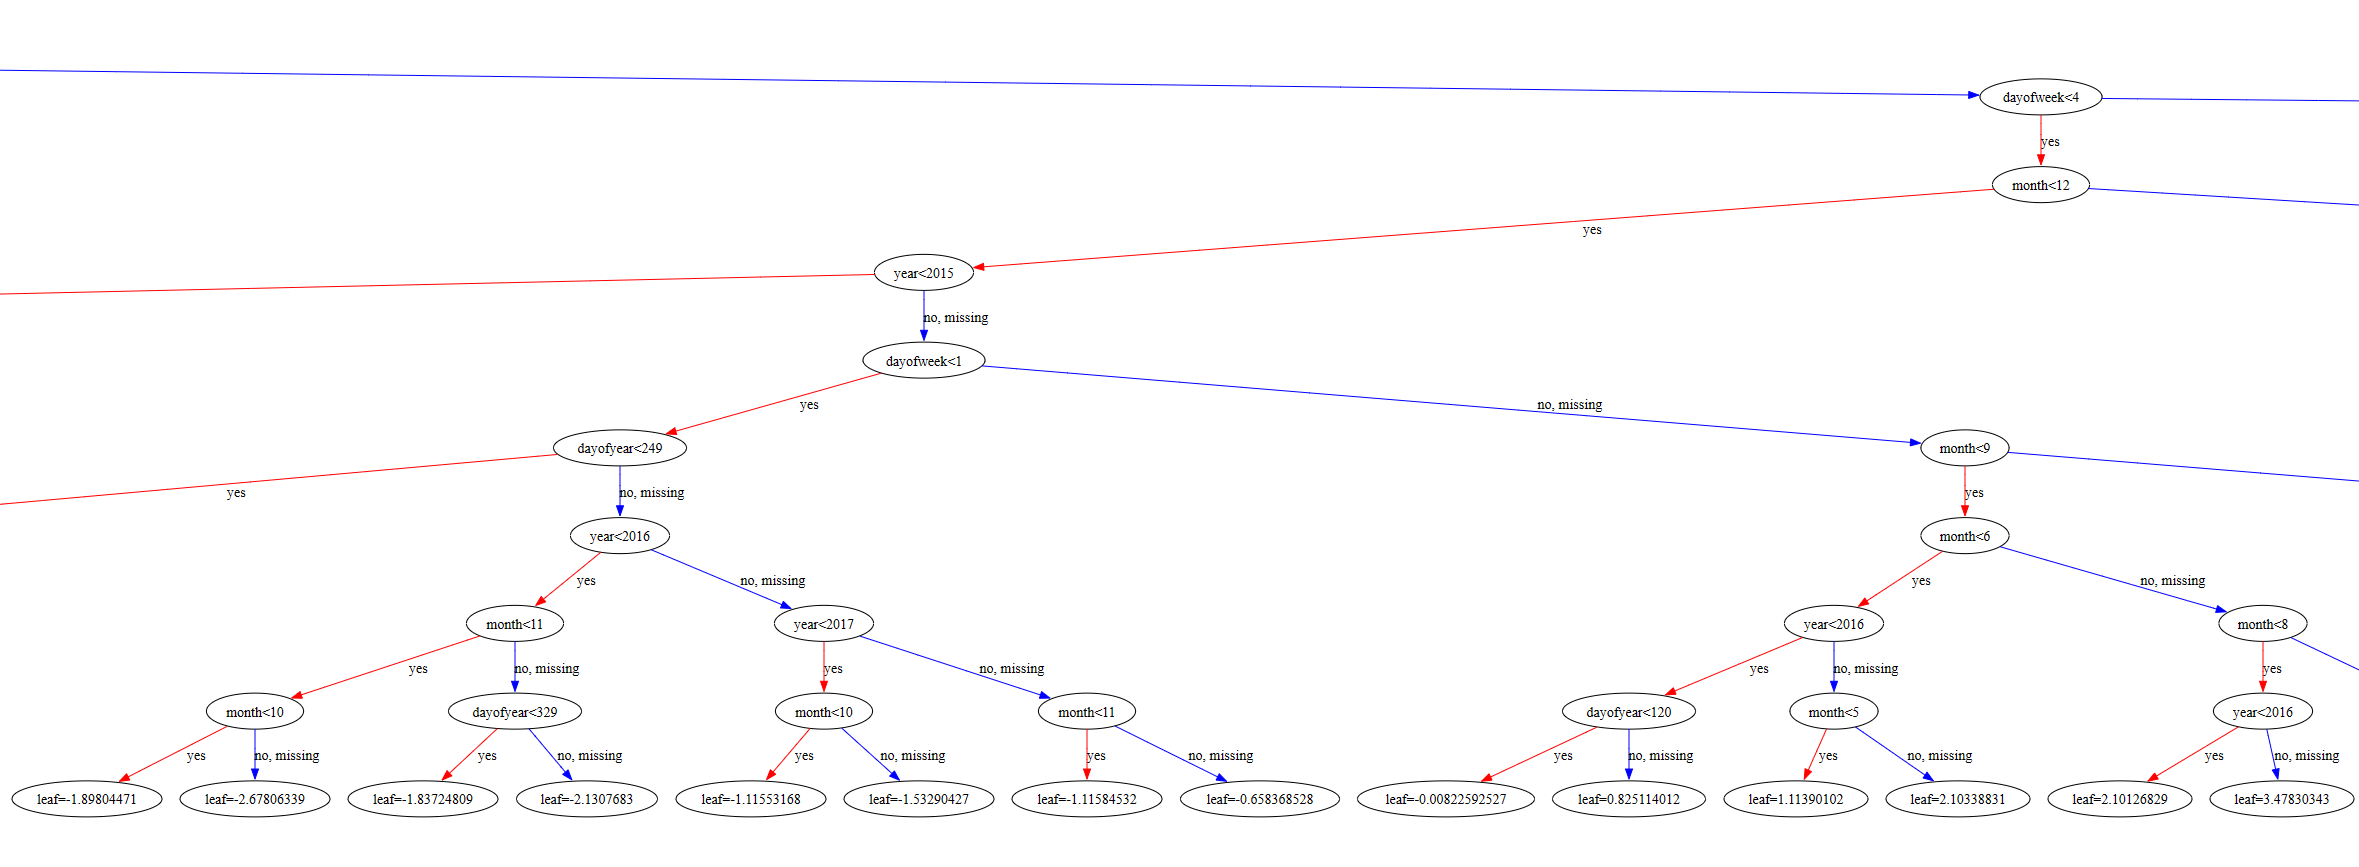 dayofweek<4
yes
month<12
yes
year<2015
no, missing
dayofweek<1
yes
no, missing
dayofyear<249
month<9
yes
no, missing
yes
year<2016
month<6
yes
no, missing
yes
no, missing
month<11
year<2017
year<2016
month<8
yes
no, missing
yes
no, missing
yes
no, missing
yes
month<10
dayofyear<329
month<10
month<11
dayofyear<120
month<5
year<2016
yes
no, missing
yes
no, missing
yes
no, missing
yes
no, missing
yes
no, missing
yes
no, missing
yes
no, missing
leaf=-1.89804471
leaf=-2.67806339
leaf=-1.83724809
leaf=-2.1307683
leaf=-1.11553168
leaf=-1.53290427
leaf=-1.11584532
leaf=-0.658368528
leaf=-0.00822592527
leaf=0.825114012
leaf=1.11390102
leaf=2.10338831
leaf=2.10126829
leaf=3.47830343